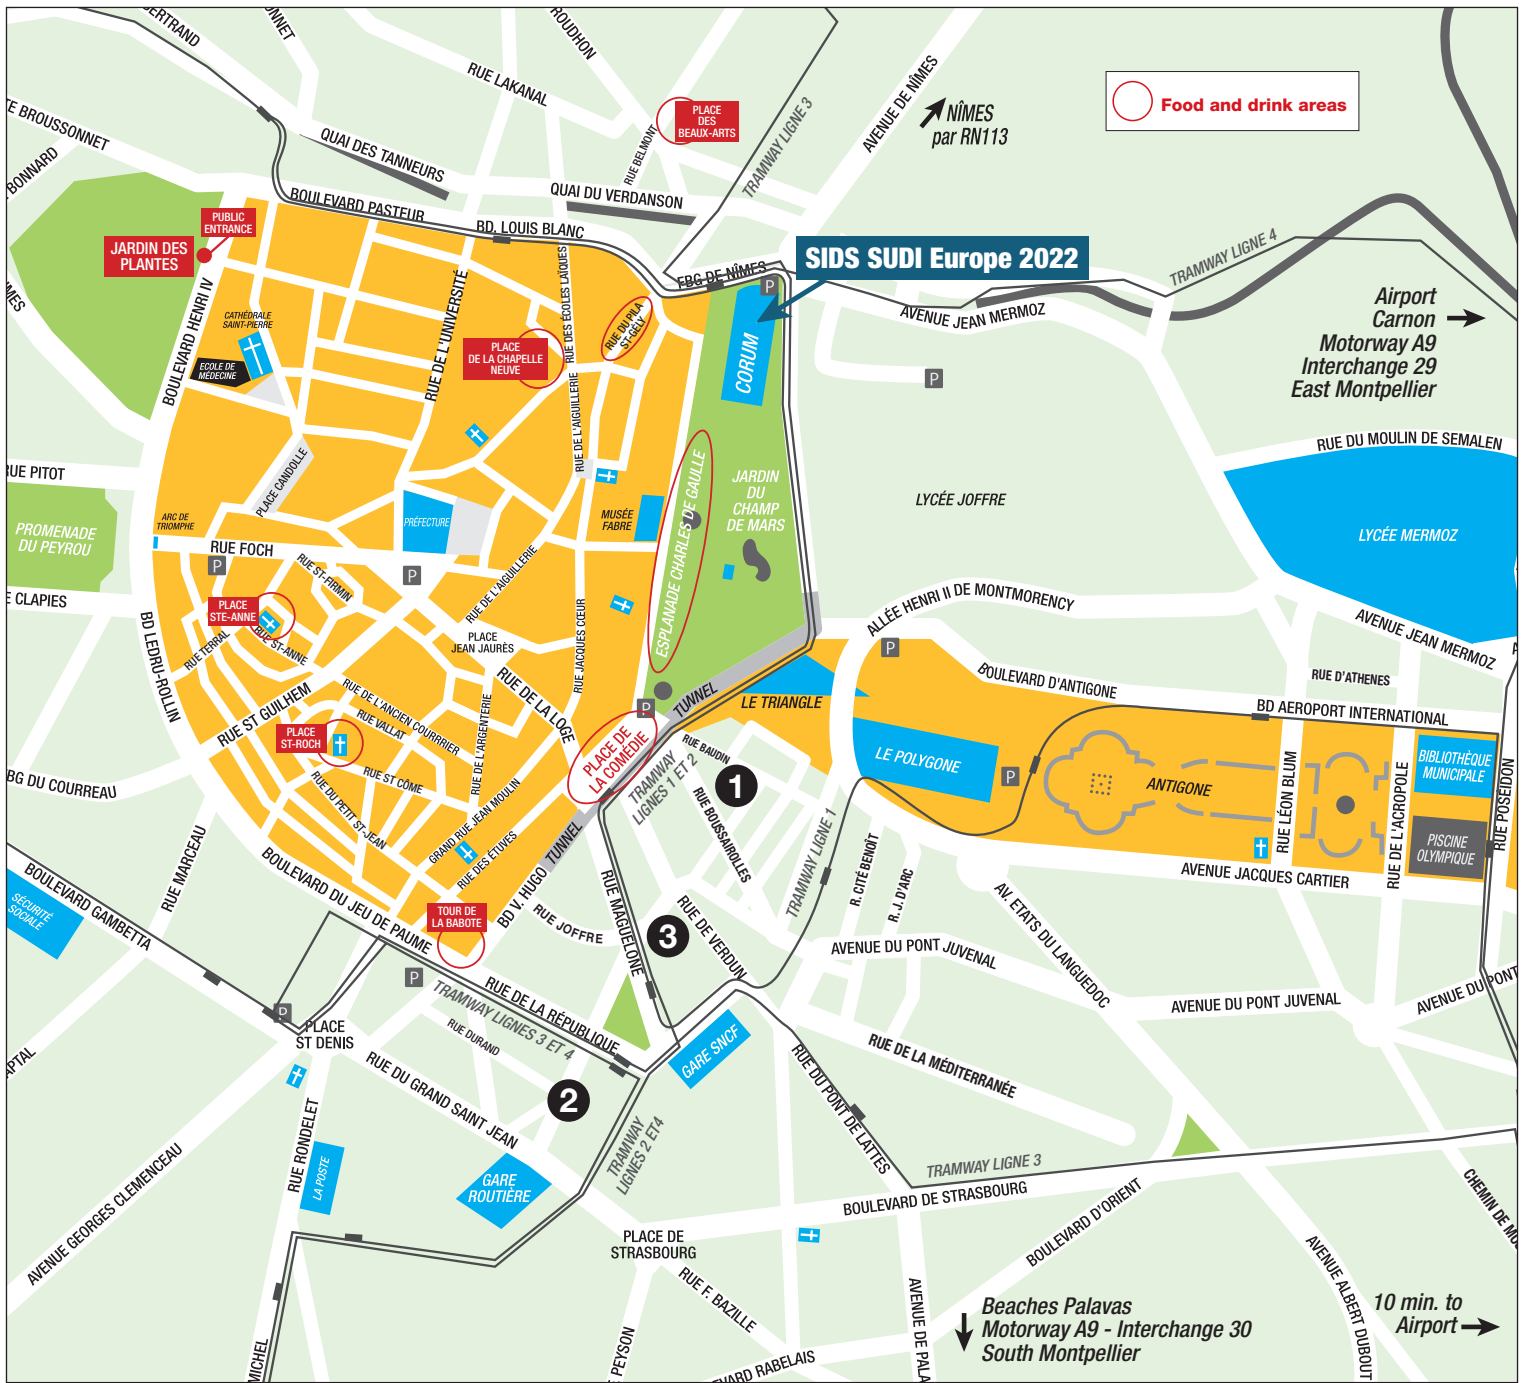 BERTRAND
RUE LAKANAL
PLACE
DES
BEAUX-ARTS
RUE BELMONT
TRAMWAY LIGNE 3
AVENUE DE NÎMES
NÎMES
par RN113
Food and drink areas
QUAI DES TANNEURS
QUAI DU VERDANSON
BOULEVARD PASTEUR
BD. LOUIS BLANC
FBG DE NÎMES
SIDS SUDI Europe 2022
TRAMWAY LIGNE 4
AVENUE JEAN MERMOZ
Airport
Carnon
Motorway A9
Interchange 29
East Montpellier
PUBLIC
ENTRANCE
JARDIN DES
PLANTES
BOULEVARD HENRI IV
CATHÉDRALE
SAINT-PIERRE
ECOLE DE
MÉDECINE
RUE DE L'UNIVERSITÉ
RUE DES ÉCOLES LAÏQUES
RUE DU PILA
ST-GÉLY
PLACE
DE LA CHAPELLE
NEUVE
RUE DE L'AIGUILLERIE
CORUM
P
P
RUE DU MOULIN DE SEMALEN
LYCÉE MERMOZ
LYCÉE JOFFRE
RUE PITOT
PROMENADE
DU PEYROU
ARC DE
TRIOMPHE
PLACE CANDOLLE
PRÉFECTURE
MUSÉE
FABRE
ESPLANADE CHARLES DE GAULLE
JARDIN
DU
CHAMP
DE MARS
RUE FOCH
P
P
RUE ST-FIRMIN
RUE DE L'AIGUILLERIE
RUE JACQUES CŒUR
PLACE
STE-ANNE
RUE ST-ANNE
RUE TERRAL
BD LEDRU-ROLLIN
PLACE
JEAN JAURÈS
RUE DE LA LOGE
ALLÉE HENRI II DE MONTMORENCY
P
AVENUE JEAN MERMOZ
BOULEVARD D'ANTIGONE
RUE D'ATHENES
BD AEROPORT INTERNATIONAL
RUE ST GUILHEM
RUE DE L'ANCIEN COURRRIER
RUE VALLAT
RUE DE L'ARGENTERIE
PLACE
ST-ROCH
RUE ST CÔME
RUE DU PETIT ST-JEAN
GRAND RUE JEAN MOULIN
RUE DES ÉTUVES
P
TUNNEL
LE TRIANGLE
PLACE DE
LA COMÉDIE
RUE BAUDIN
TRAMWAY
LIGNES 1 ET 2
1
RUE BOUSSAIROLLES
TRAMWAY LIGNE 1
LE POLYGONE
P
ANTIGONE
RUE LÉON BLUM
RUE DE L'ACROPOLE
BIBLIOTHÈQUE
MUNICIPALE
PISCINE
OLYMPIQUE
RUE POSEIDON
AVENUE JACQUES CARTIER
RUE MARCEAU
BOULEVARD GAMBETTA
SÉCURITÉ
SOCIALE
BOULEVARD DU JEU DE PAUME
TOUR DE
LA BABOTE
BD V. HUGO
TUNNEL
RUE JOFFRE
RUE MAGUELONE
3
RUE DE VERDUN
R. CITÉ BENOÎT
R. J. D'ARC
AVENUE DU PONT JUVENAL
AV. ETATS DU LANGUEDOC
AVENUE DU PONT JUVENAL
P
P
PLACE
ST DENIS
TRAMWAY LIGNES 3 ET 4
RUE DE LA RÉPUBLIQUE
RUE DURAND
2
GARE SNCF
RUE DE LA MÉDITERRANÉE
RUE DU PONT DE LATTES
RUE DU GRAND SAINT JEAN
RUE RONDELET
LA POSTE
GARE
ROUTIÈRE
TRAMWAY
LIGNES 2 ET4
AVENUE GEORGES CLEMENCEAU
TRAMWAY LIGNE 3
BOULEVARD DE STRASBOURG
BOULEVARD D'ORIENT
PLACE DE
STRASBOURG
RUE F. BAZILLE
AVENUE ALBERT DUBOUT
Beaches Palavas
Motorway A9 - Interchange 30
South Montpellier
10 min. to
Airport